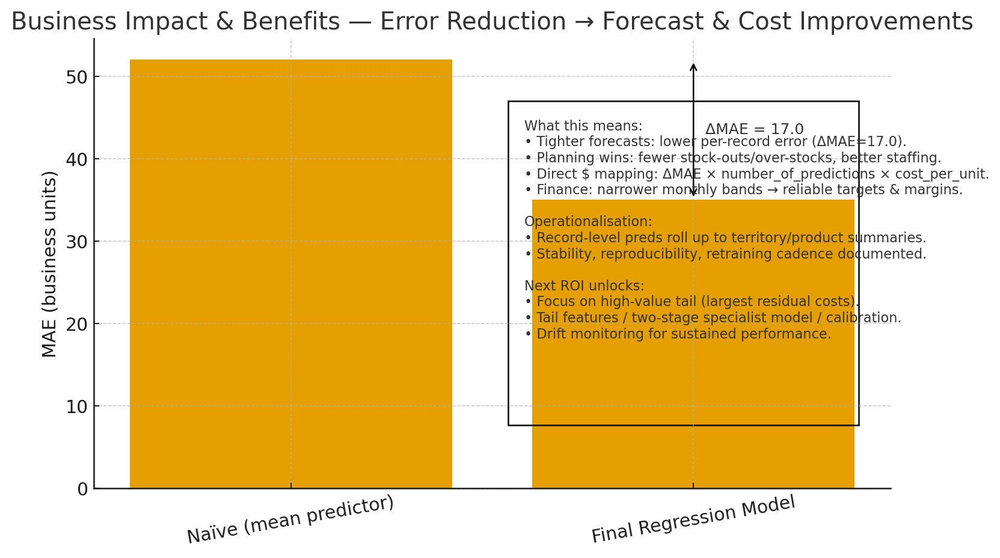 Business Impact & Benefits — Error Reduction → Forecast & Cost Improvements
MAE (business units)
50
40
30
20
10
0
ΔMAE = 17.0
What this means:
• Tighter forecasts: lower per-record error (ΔMAE=17.0).
• Planning wins: fewer stock-outs/over-stocks, better staffing.
• Direct $ mapping: ΔMAE × number_of_predictions × cost_per_unit.
• Finance: narrower monthly bands → reliable targets & margins.
Operationalisation:
• Record-level preds roll up to territory/product summaries.
• Stability, reproducibility, retraining cadence documented.
Next ROI unlocks:
• Focus on high-value tail (largest residual costs).
• Tail features / two-stage specialist model / calibration.
• Drift monitoring for sustained performance.
Naïve (mean predictor)
Final Regression Model